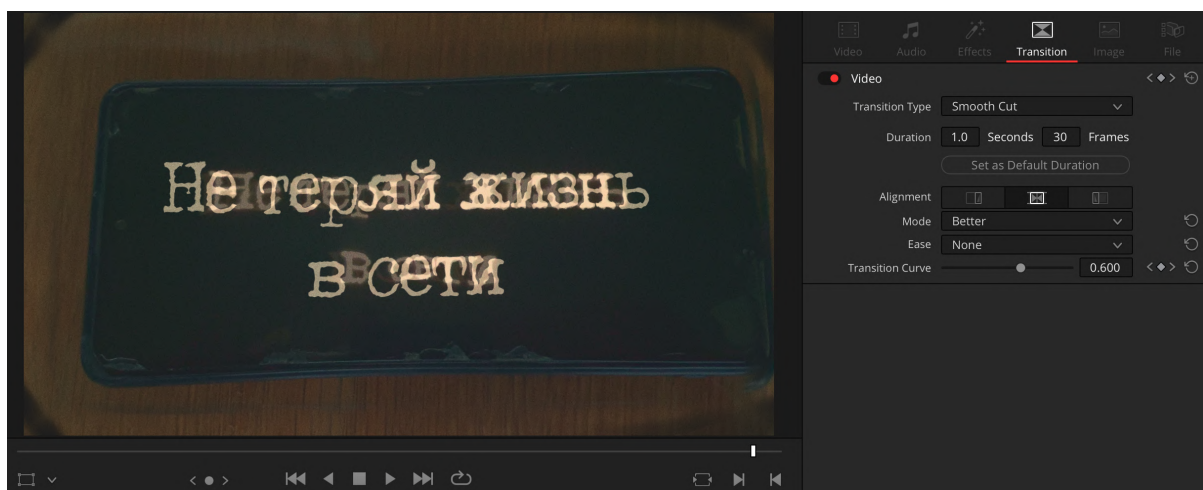 Video
Audio
Effects
Transition
Image
File
Video
Transition Type
Smooth Cut
Duration
1.0
Seconds
30
Frames
Set as Default Duration
Alignment
Mode
Better
Ease
None
Transition Curve
0.600
Не теряй жизнь
в сети